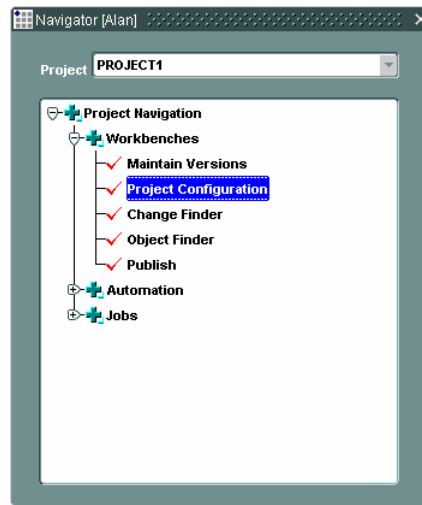 Navigator [Alan]
Project PROJECT1
Project Navigation
Workbenches
Maintain Versions
Project Configuration
Change Finder
Object Finder
Publish
Automation
Jobs